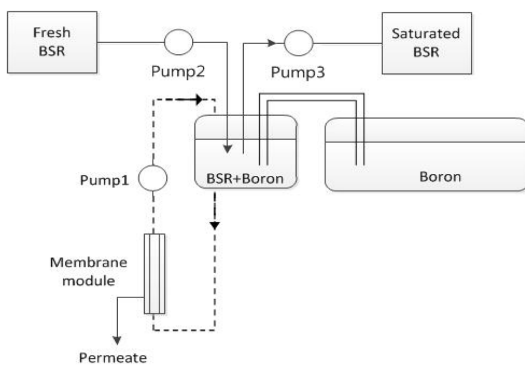 Fresh
BSR
Pump2
Pump3
Saturated
BSR
Pump1
BSR+Boron
Boron
Membrane
module
Permeate